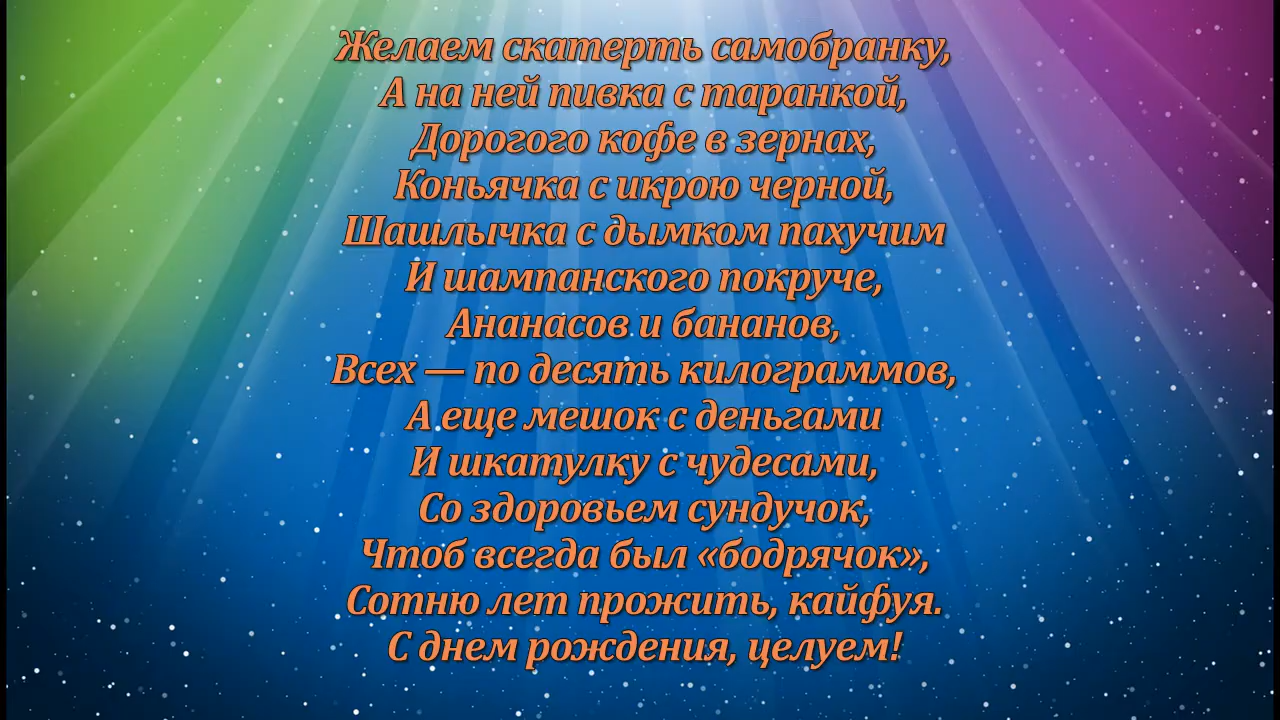 Желаем скатерть самобранку,
А на ней пивка с таранкой,
Дорогого кофе в зернах,
Коньячка с икрою черной,
Шашлычка с дымком пахучим
И шампанского покруче,
Ананасов и бананов,
Всех — по десять килограммов,
А еще мешок с деньгами
И шкатулку с чудесами,
Со здоровьем сундучок,
Чтоб всегда был «бодрячок»,
Сотню лет прожить, кайфуя.
С днем рождения, целуем!